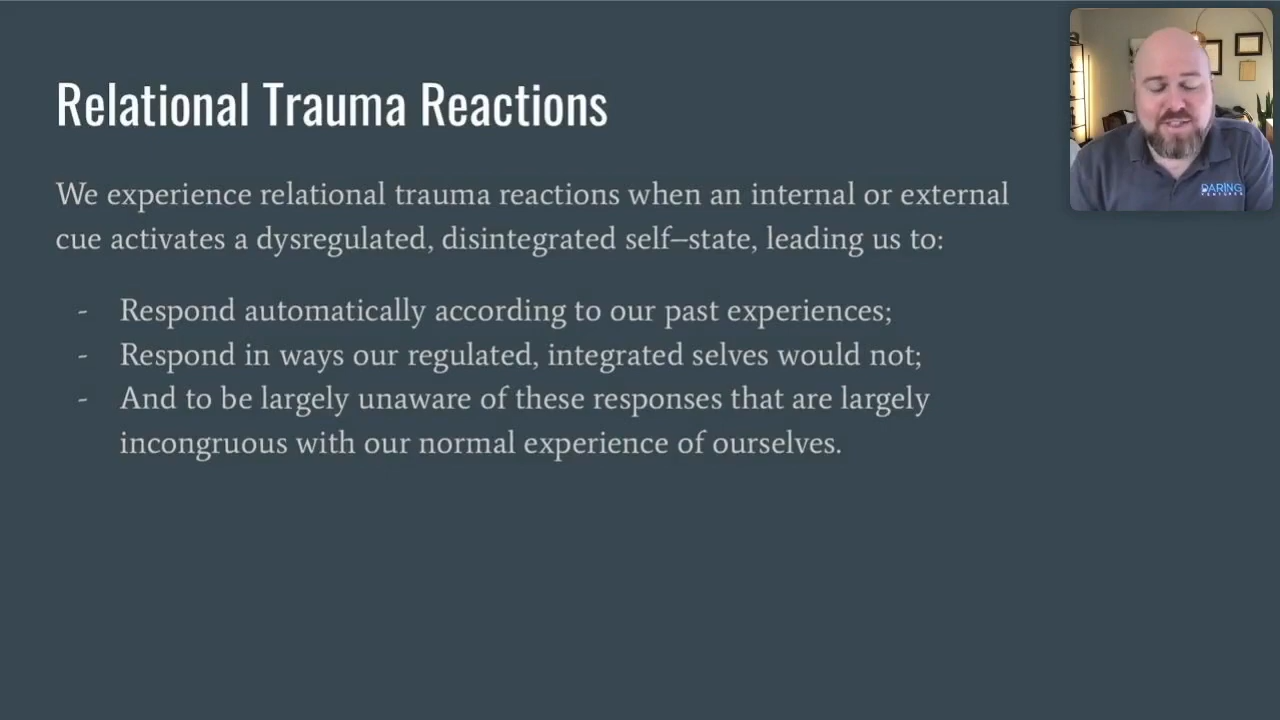 Relational Trauma Reactions
We experience relational trauma reactions when an internal or external
cue activates a dysregulated, disintegrated self–state, leading us to:
- Respond automatically according to our past experiences;
- Respond in ways our regulated, integrated selves would not;
- And to be largely unaware of these responses that are largely
incongruous with our normal experience of ourselves.
DARING
VENTURES